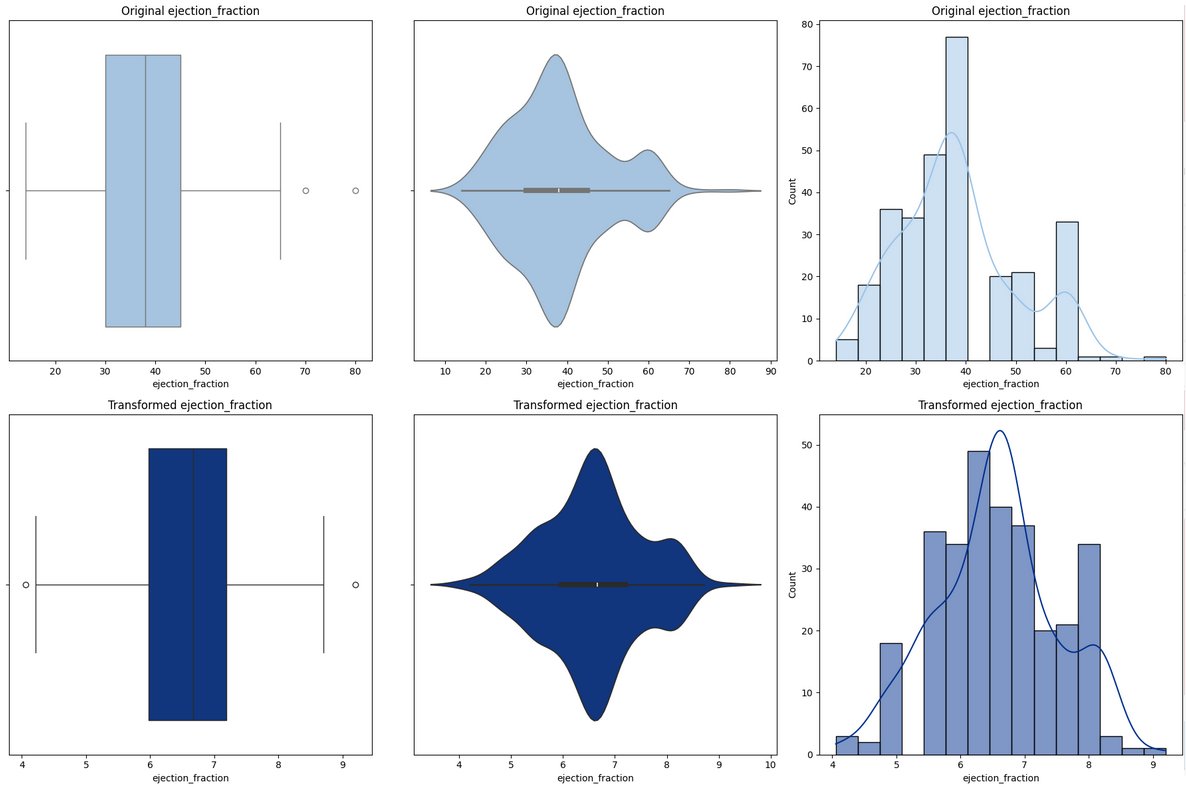 Original ejection_fraction
20 30 40 50 60 70 80
ejection_fraction
Original ejection_fraction
10 20 30 40 50 60 70 80 90
ejection_fraction
Original ejection_fraction
80
70
60
50
40
30
20
10
0
Count
20 30 40 50 60 70 80
ejection_fraction
Transformed ejection_fraction
4 5 6 7 8 9
ejection_fraction
Transformed ejection_fraction
4 5 6 7 8 9 10
ejection_fraction
Transformed ejection_fraction
50
40
30
20
10
0
Count
4 5 6 7 8 9
ejection_fraction